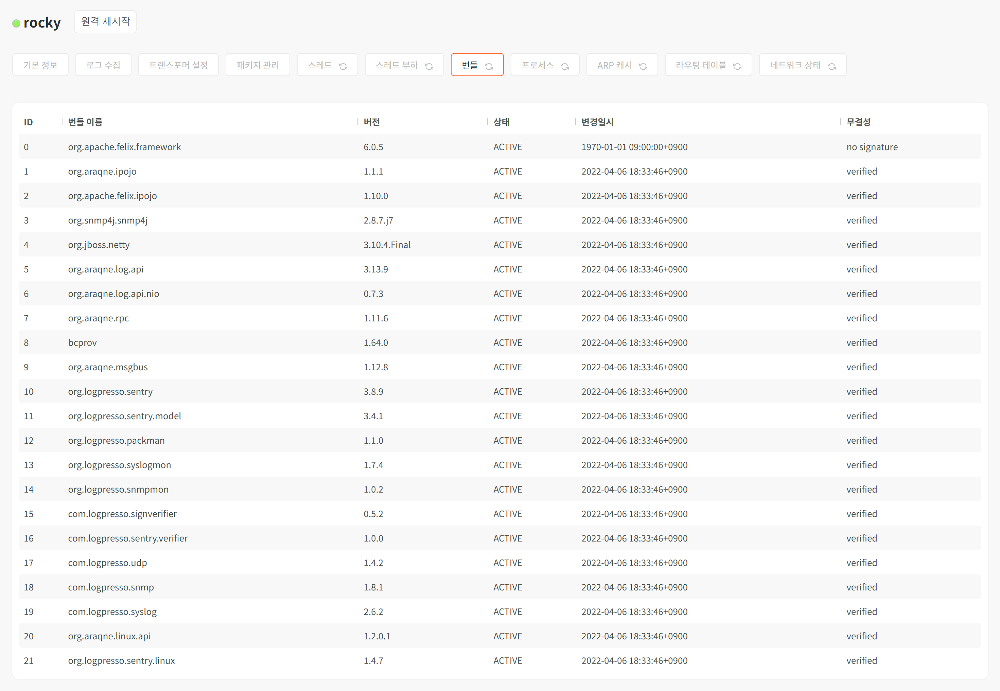 rocky 원격 재시작
기본 정보 로그 수집 트랜스포머 설정 패키지 관리 스레드 스레드 부하 번들 프로세스 ARP 캐시 라우팅 테이블 네트워크 상태
ID 번들 이름 버전 상태 변경일시 무결성
0 org.apache.felix.framework 6.0.5 ACTIVE 1970-01-01 09:00:00+0900 no signature
1 org.araqne.ipojo 1.1.1 ACTIVE 2022-04-06 18:33:46+0900 verified
2 org.apache.felix.ipojo 1.10.0 ACTIVE 2022-04-06 18:33:46+0900 verified
3 org.snmp4j.snmp4j 2.8.7.j7 ACTIVE 2022-04-06 18:33:46+0900 verified
4 org.jboss.netty 3.10.4.Final ACTIVE 2022-04-06 18:33:46+0900 verified
5 org.araqne.log.api 3.13.9 ACTIVE 2022-04-06 18:33:46+0900 verified
6 org.araqne.log.api.nio 0.7.3 ACTIVE 2022-04-06 18:33:46+0900 verified
7 org.araqne.rpc 1.11.6 ACTIVE 2022-04-06 18:33:46+0900 verified
8 bcprov 1.64.0 ACTIVE 2022-04-06 18:33:46+0900 verified
9 org.araqne.msgbus 1.12.8 ACTIVE 2022-04-06 18:33:46+0900 verified
10 org.logpresso.sentry 3.8.9 ACTIVE 2022-04-06 18:33:46+0900 verified
11 org.logpresso.sentry.model 3.4.1 ACTIVE 2022-04-06 18:33:46+0900 verified
12 org.logpresso.packman 1.1.0 ACTIVE 2022-04-06 18:33:46+0900 verified
13 org.logpresso.syslogmon 1.7.4 ACTIVE 2022-04-06 18:33:46+0900 verified
14 org.logpresso.snmpmon 1.0.2 ACTIVE 2022-04-06 18:33:46+0900 verified
15 com.logpresso.signverifier 0.5.2 ACTIVE 2022-04-06 18:33:46+0900 verified
16 com.logpresso.sentry.verifier 1.0.0 ACTIVE 2022-04-06 18:33:46+0900 verified
17 com.logpresso.udp 1.4.2 ACTIVE 2022-04-06 18:33:46+0900 verified
18 com.logpresso.snmp 1.8.1 ACTIVE 2022-04-06 18:33:46+0900 verified
19 com.logpresso.syslog 2.6.2 ACTIVE 2022-04-06 18:33:46+0900 verified
20 org.araqne.linux.api 1.2.0.1 ACTIVE 2022-04-06 18:33:46+0900 verified
21 org.logpresso.sentry.linux 1.4.7 ACTIVE 2022-04-06 18:33:46+0900 verified